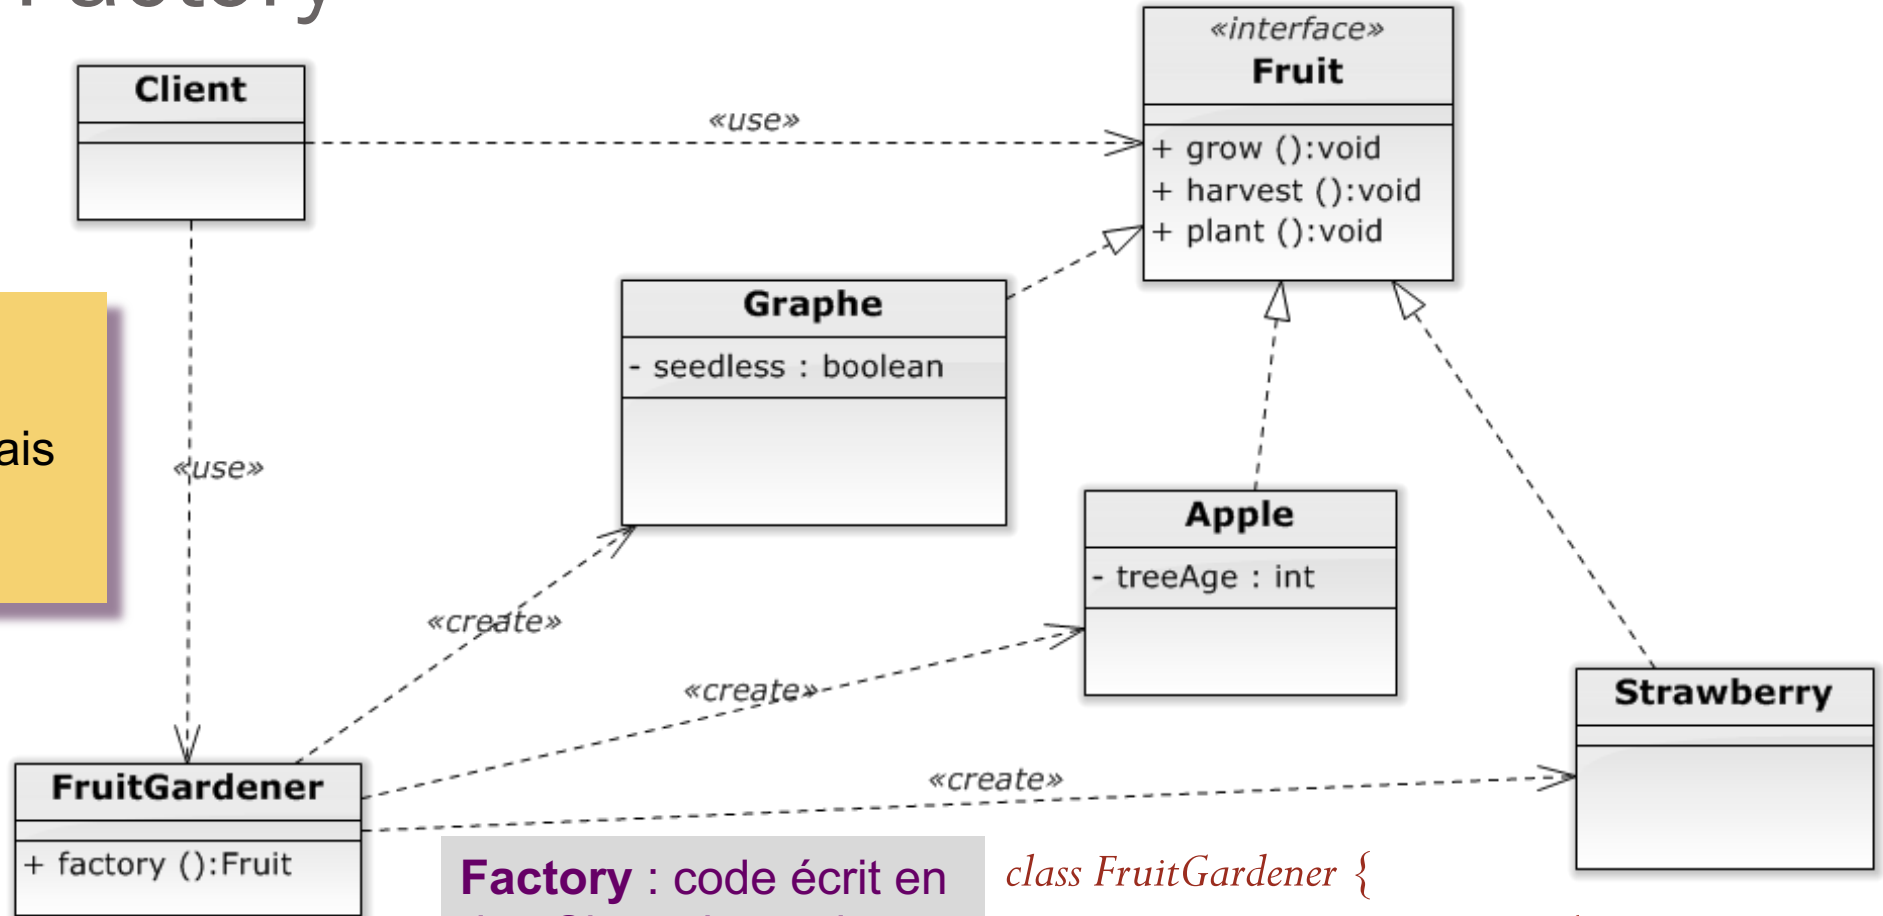 Factory
Client
«interface»
Fruit
+ grow ():void
+ harvest ():void
+ plant ():void
«use»
Graphe
- seedless : boolean
ais
«use»
Apple
- treeAge : int
«create»
«create»
Strawberry
«create»
FruitGardener
+ factory ():Fruit
Factory : code écrit en
class FruitGardener {